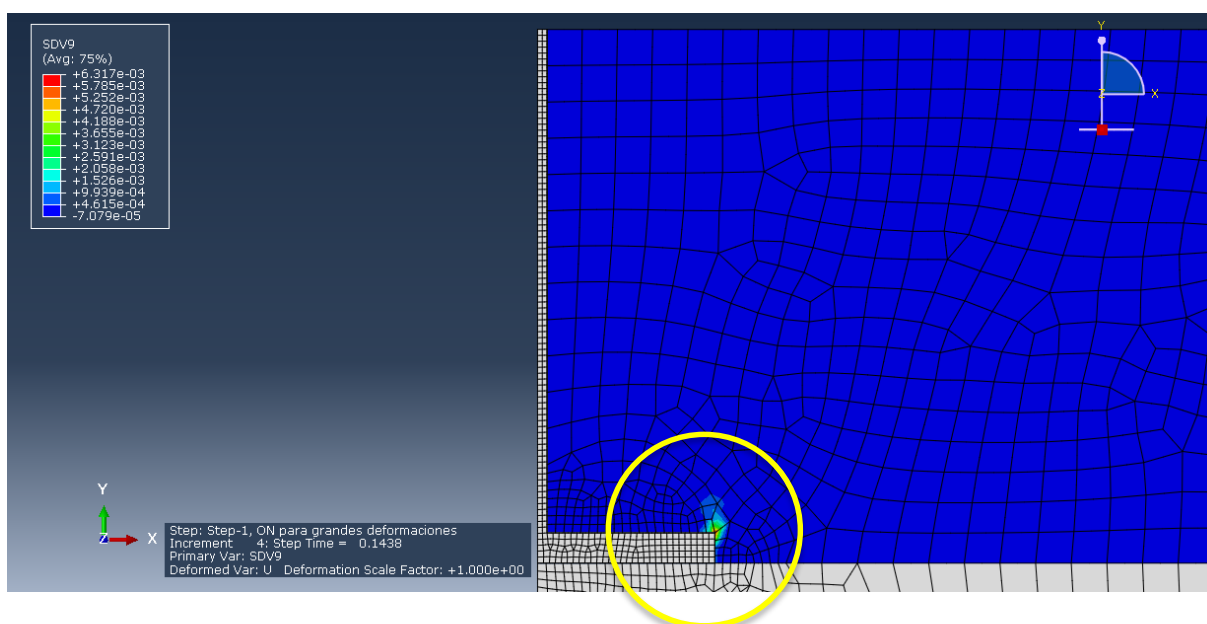 SDV9
(Avg: 75%)
+6.317e-03
+5.785e-03
+5.252e-03
+4.720e-03
+4.188e-03
+3.655e-03
+3.123e-03
+2.591e-03
+2.058e-03
+1.526e-03
+9.939e-04
+4.615e-04
-7.079e-05
Y
Z X
Y
Z X
Step: Step-1, ON para grandes deformaciones
Increment 4: Step Time = 0.1438
Primary Var: SDV9
Deformed Var: U Deformation Scale Factor: +1.000e+00